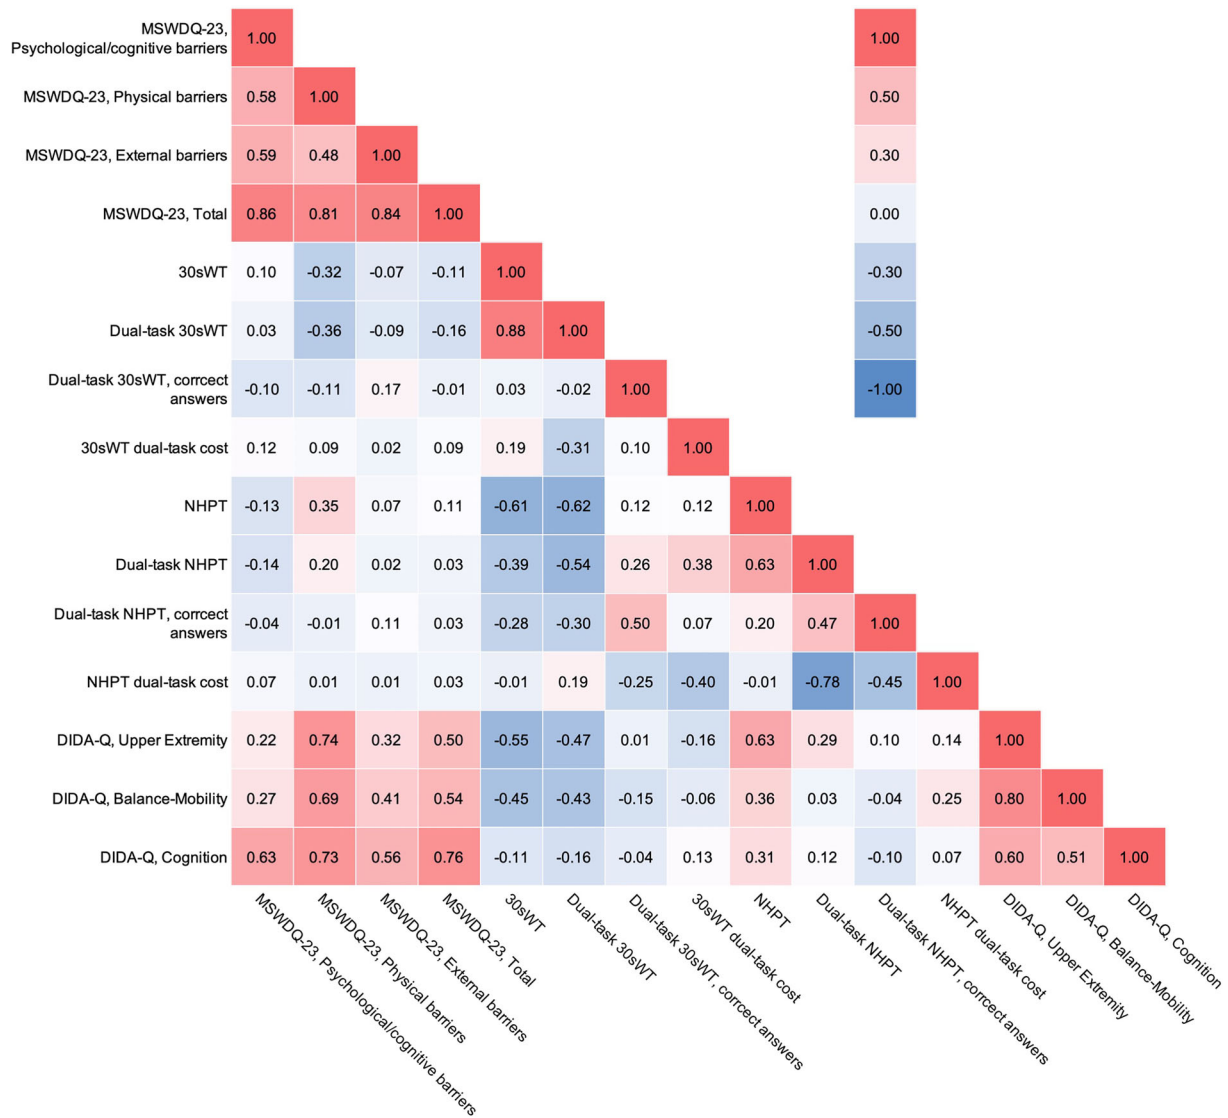 MSWDQ-23,
Psychological/cognitive barriers
1.00
1.00
MSWDQ-23, Physical barriers
0.58 1.00
0.50
MSWDQ-23, External barriers
0.59 0.48 1.00
0.30
MSWDQ-23, Total
0.86 0.81 0.84 1.00
0.00
30sWT
0.10 -0.32 -0.07 -0.11 1.00
-0.30
Dual-task 30sWT
0.03 -0.36 -0.09 -0.16 0.88 1.00
-0.50
Dual-task 30sWT, corrcect
answers
-0.10 -0.11 0.17 -0.01 0.03 -0.02 1.00
-1.00
30sWT dual-task cost
0.12 0.09 0.02 0.09 0.19 -0.31 0.10 1.00
NHPT
-0.13 0.35 0.07 0.11 -0.61 -0.62 0.12 0.12 1.00
Dual-task NHPT
-0.14 0.20 0.02 0.03 -0.39 -0.54 0.26 0.38 0.63 1.00
Dual-task NHPT, corrcect
answers
-0.04 -0.01 0.11 0.03 -0.28 -0.30 0.50 0.07 0.20 0.47 1.00
NHPT dual-task cost
0.07 0.01 0.01 0.03 -0.01 0.19 -0.25 -0.40 -0.01 -0.78 -0.45 1.00
DIDA-Q, Upper Extremity
0.22 0.74 0.32 0.50 -0.55 -0.47 0.01 -0.16 0.63 0.29 0.10 0.14 1.00
DIDA-Q, Balance-Mobility
0.27 0.69 0.41 0.54 -0.45 -0.43 -0.15 -0.06 0.36 0.03 -0.04 0.25 0.80 1.00
DIDA-Q, Cognition
0.63 0.73 0.56 0.76 -0.11 -0.16 -0.04 0.13 0.31 0.12 -0.10 0.07 0.60 0.51 1.00
MSWDQ-23, Psychological/cognitive barriers
MSWDQ-23, Physical barriers
MSWDQ-23, External barriers
MSWDQ-23, Total
30sWT
Dual-task 30sWT
Dual-task 30sWT, corrcect answers
30sWT dual-task cost
NHPT
Dual-task NHPT
Dual-task NHPT, corrcect answers
NHPT dual-task cost
DIDA-Q, Upper Extremity
DIDA-Q, Balance-Mobility
DIDA-Q, Cognition